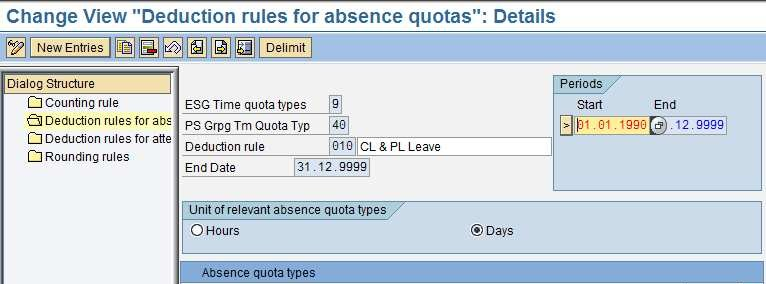 Change View "Deduction rules for absence quotas": Details
New Entries
Delimit
Dialog Structure
Counting rule
Deduction rules for abs
Deduction rules for atte
Rounding rules
ESG Time quota types 9
PS Grpg Tm Quota Typ 40
Deduction rule 010 CL & PL Leave
End Date 31.12.9999
Periods
Start End
> 01.01.1990 .12.9999
Unit of relevant absence quota types
Hours Days
Absence quota types